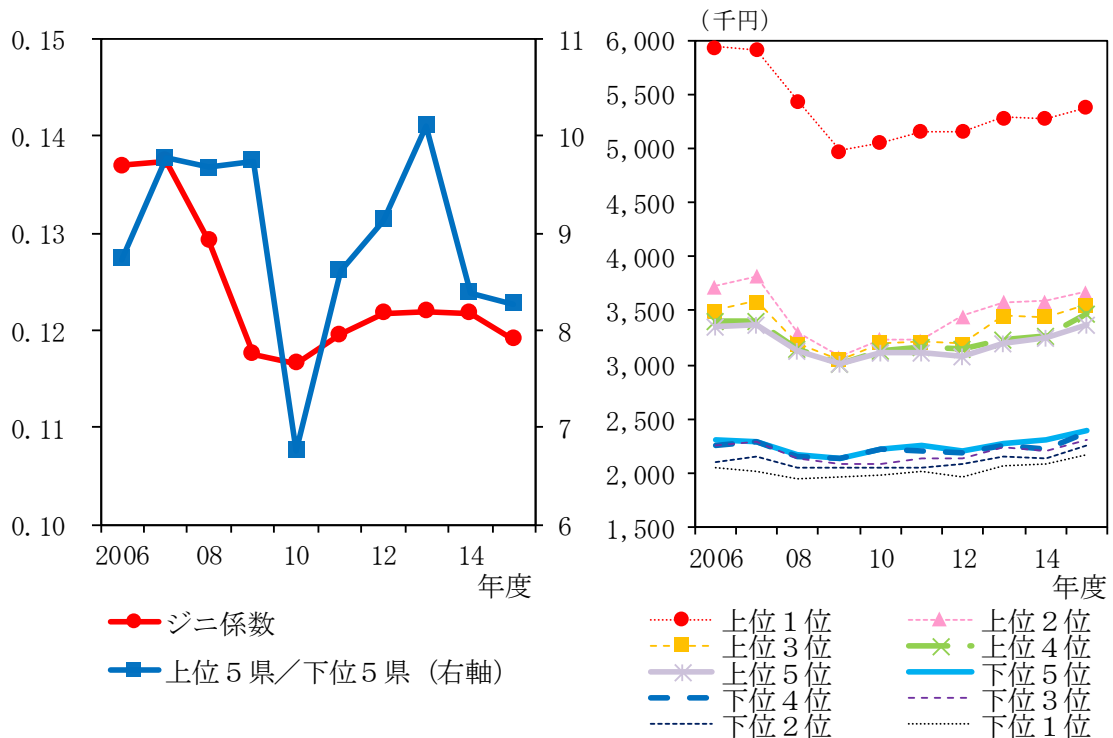 0.15
0.14
0.13
0.12
0.11
0.10
11
10
9
8
7
6
2006 08 10 12 14
年度
ジニ係数
上位５県／下位５県（右軸）
（千円）
6,000
5,500
5,000
4,500
4,000
3,500
3,000
2,500
2,000
1,500
2006 08 10 12 14
年度
上位１位 上位２位
上位３位 上位４位
上位５位 下位５位
下位４位 下位３位
下位２位 下位１位